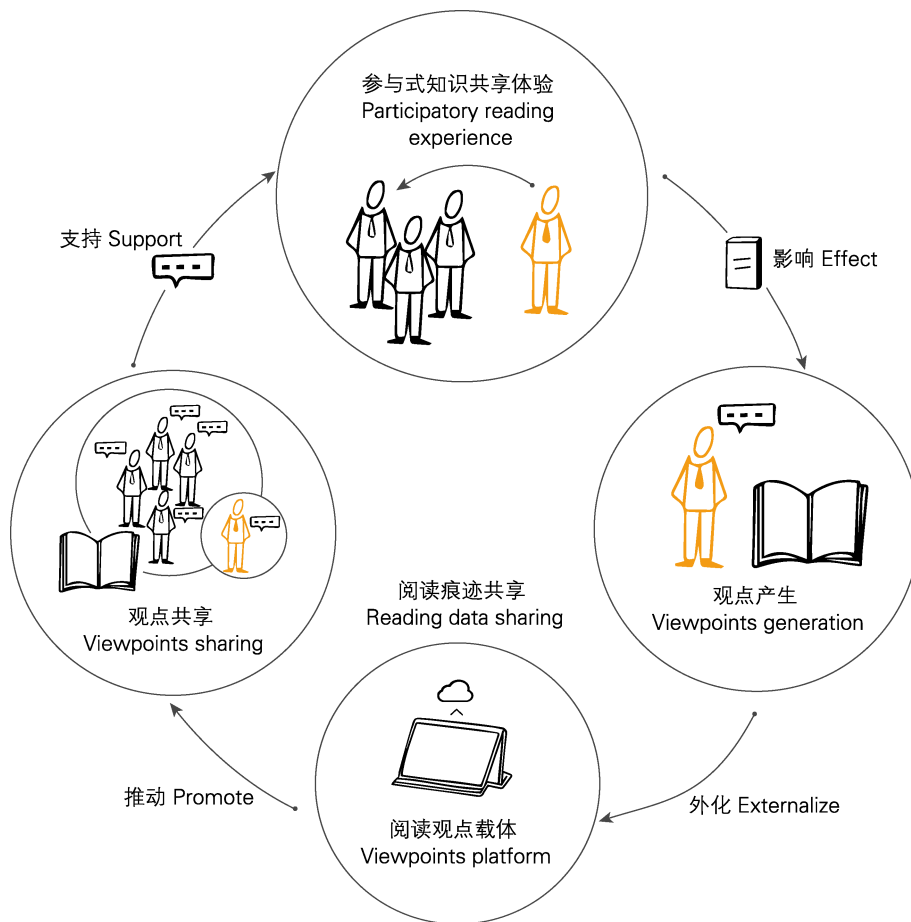 参与式知识共享体验
Participatory reading
experience
支持 Support
影响 Effect
观点共享
Viewpoints sharing
观点产生
Viewpoints generation
阅读痕迹共享
Reading data sharing
推动 Promote
外化 Externalize
阅读观点载体
Viewpoints platform